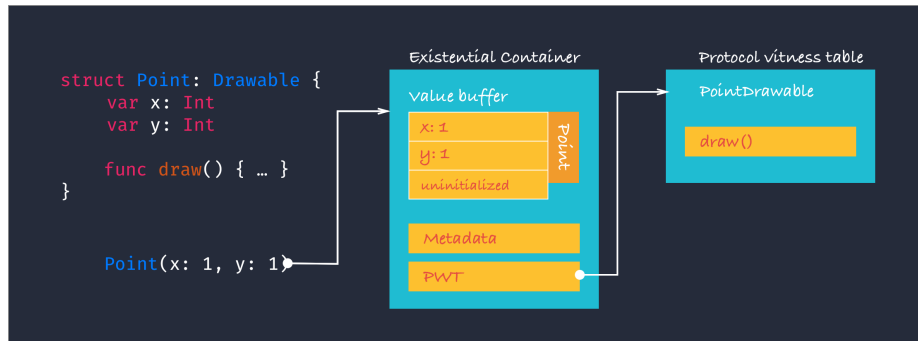 struct Point: Drawable {
var x: Int
var y: Int
func draw() { … }
}
Point(x: 1, y: 1)
Existential Container
Value buffer
x: 1
y: 1
uninitialized
Point
Metadata
PWT
Protocol vitness table
PointDrawable
draw()